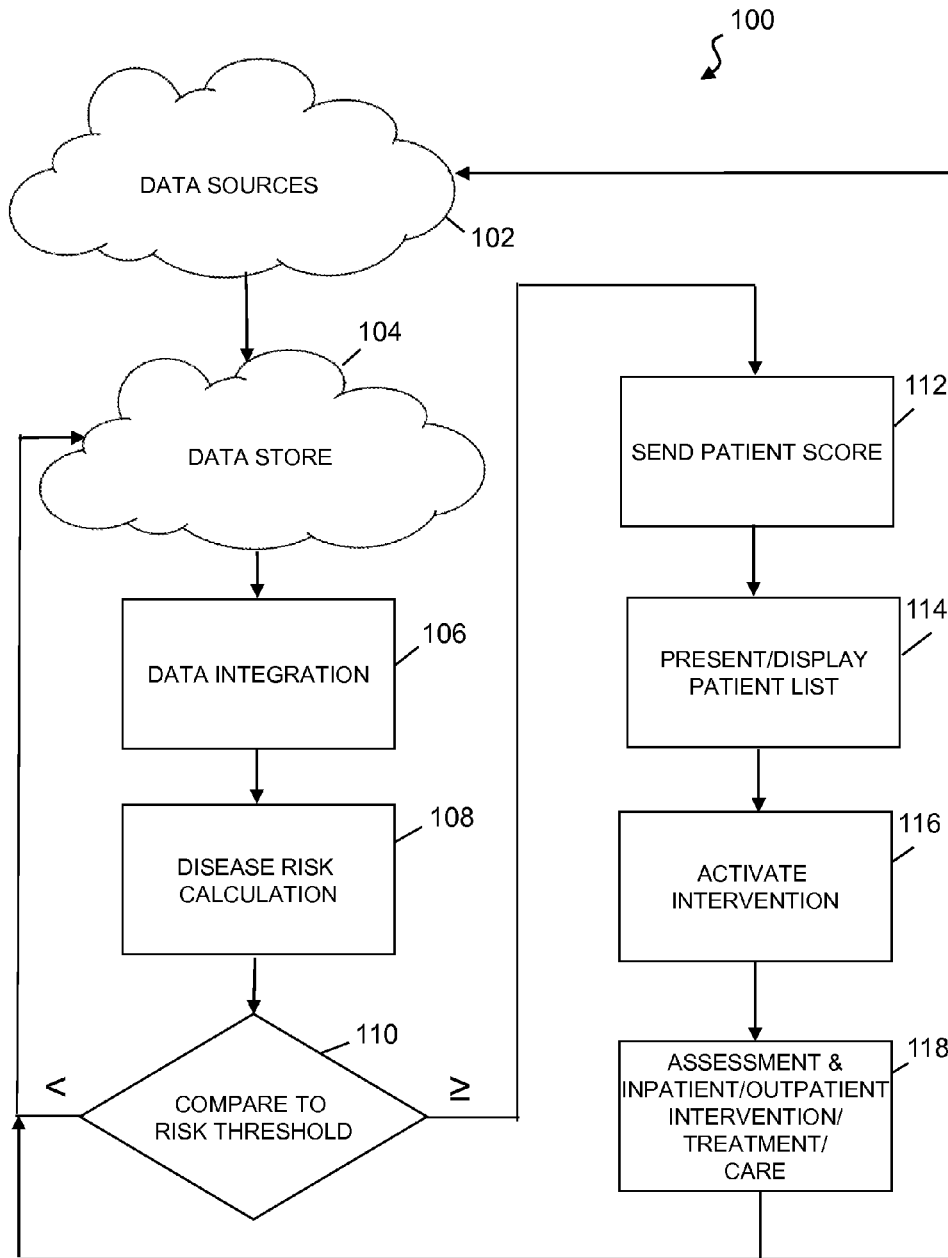 100
DATA SOURCES
102
104
DATA STORE
106
DATA INTEGRATION
108
DISEASE RISK
CALCULATION
110
<
COMPARE TO
RISK THRESHOLD
≥
112
SEND PATIENT SCORE
114
PRESENT/DISPLAY
PATIENT LIST
116
ACTIVATE
INTERVENTION
118
ASSESSMENT &
INPATIENT/OUTPATIENT
INTERVENTION/
TREATMENT/
CARE